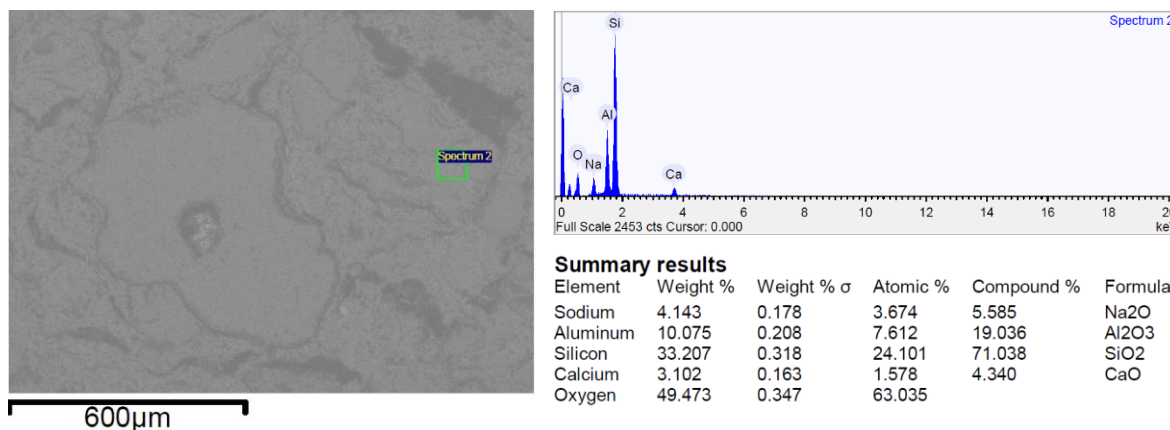 Spectrum 2
600µm
Spectrum 2
Si
Ca
Al
O
Na
Ca
0 2 4 6 8 10 12 14 16 18 20
Full Scale 2453 cts Cursor: 0.000 ke
Summary results
Element Weight % Weight % σ Atomic % Compound % Formula
Sodium 4.143 0.178 3.674 5.585 Na2O
Aluminum 10.075 0.208 7.612 19.036 Al2O3
Silicon 33.207 0.318 24.101 71.038 SiO2
Calcium 3.102 0.163 1.578 4.340 CaO
Oxygen 49.473 0.347 63.035